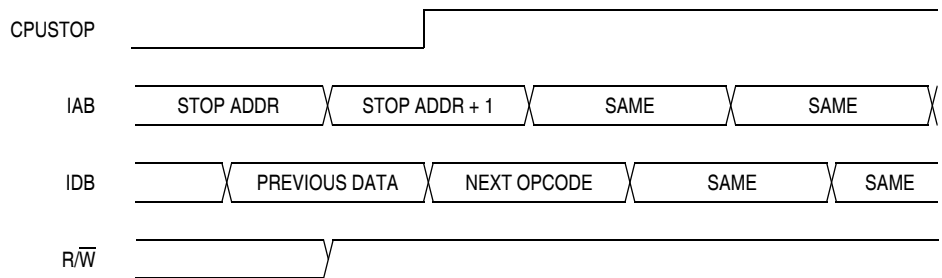 CPUSTOP
IAB STOP ADDR STOP ADDR + 1 SAME SAME
IDB PREVIOUS DATA NEXT OPCODE SAME SAME
R/W̅